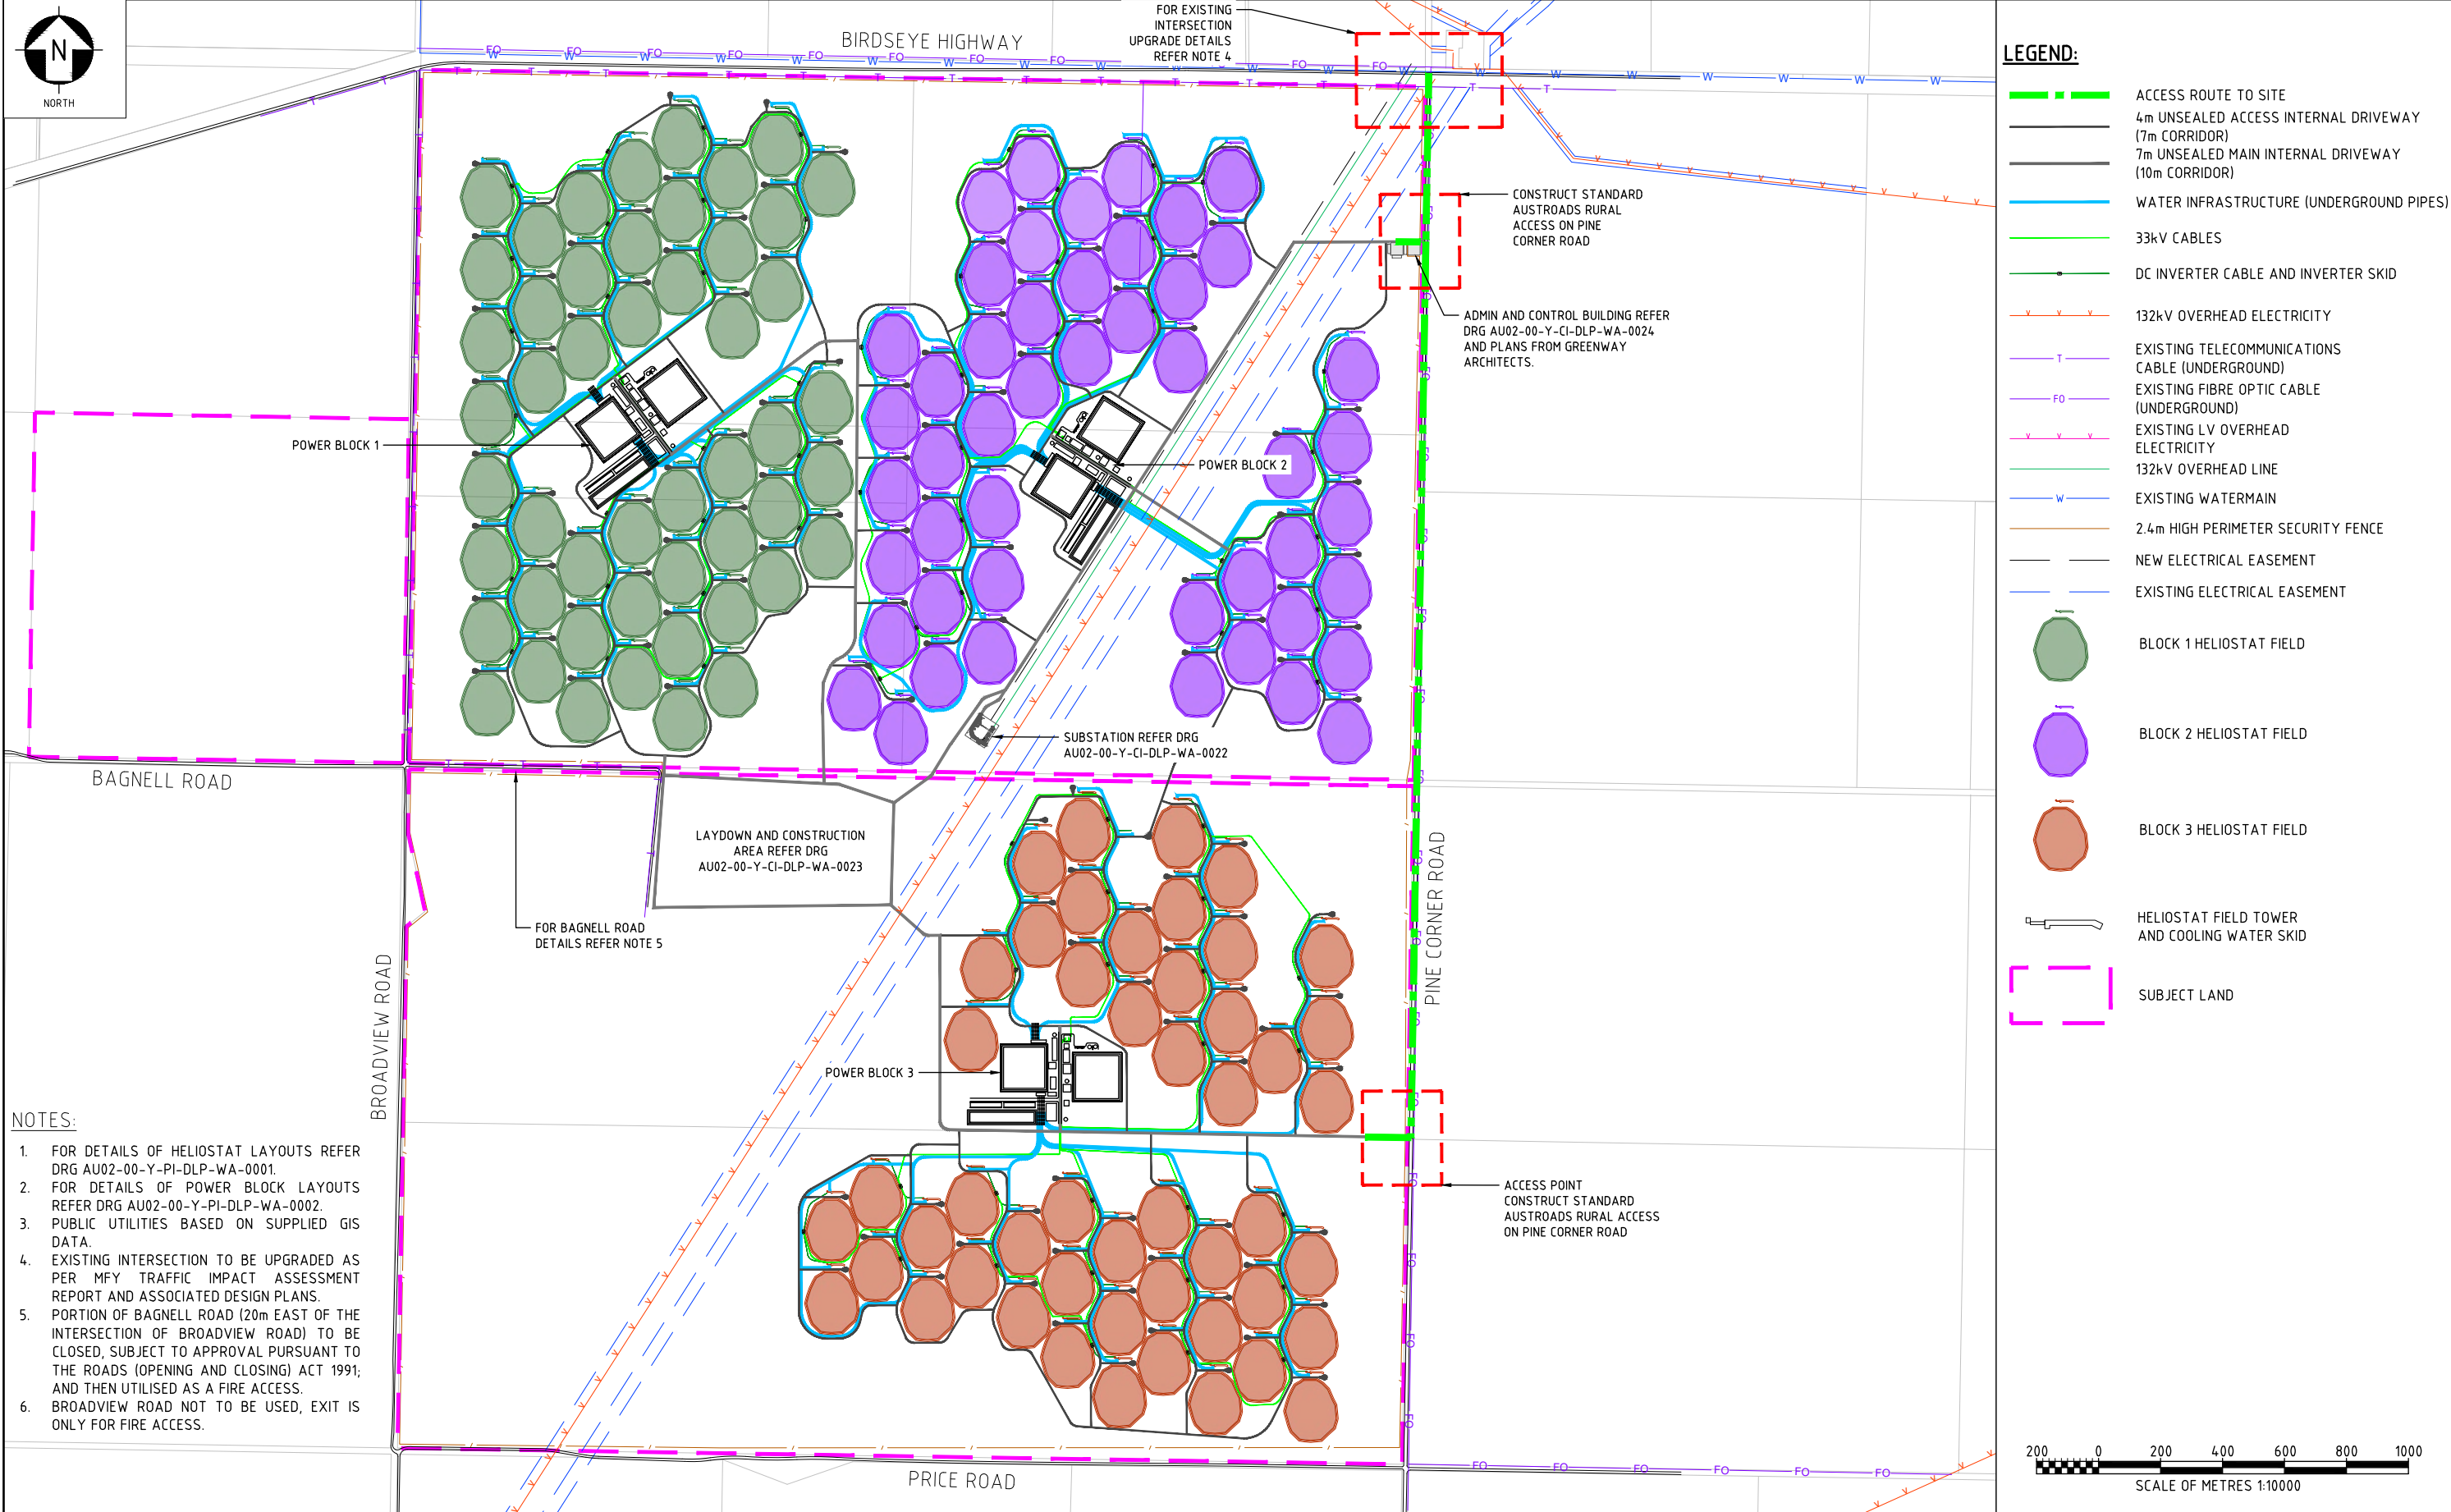 N
NORTH
BIRDSEYE HIGHWAY
FOR EXISTING
INTERSECTION
UPGRADE DETAILS
REFER NOTE 4
CONSTRUCT STANDARD
AUSTROADS RURAL
ACCESS ON PINE
CORNER ROAD
ADMIN AND CONTROL BUILDING REFER
DRG AU02-00-Y-CI-DLP-WA-0024
AND PLANS FROM GREENWAY
ARCHITECTS.
POWER BLOCK 1
POWER BLOCK 2
SUBSTATION REFER DRG
AU02-00-Y-CI-DLP-WA-0022
BAGNELL ROAD
LAYDOWN AND CONSTRUCTION
AREA REFER DRG
AU02-00-Y-CI-DLP-WA-0023
FOR BAGNELL ROAD
DETAILS REFER NOTE 5
BROADVIEW ROAD
PINE CORNER ROAD
POWER BLOCK 3
ACCESS POINT
CONSTRUCT STANDARD
AUSTROADS RURAL ACCESS
ON PINE CORNER ROAD
PRICE ROAD
NOTES:
1. FOR DETAILS OF HELIOSTAT LAYOUTS REFER
DRG AU02-00-Y-PI-DLP-WA-0001.
2. FOR DETAILS OF POWER BLOCK LAYOUTS
REFER DRG AU02-00-Y-PI-DLP-WA-0002.
3. PUBLIC UTILITIES BASED ON SUPPLIED GIS
DATA.
4. EXISTING INTERSECTION TO BE UPGRADED AS
PER MFY TRAFFIC IMPACT ASSESSMENT
REPORT AND ASSOCIATED DESIGN PLANS.
5. PORTION OF BAGNELL ROAD (20m EAST OF THE
INTERSECTION OF BROADVIEW ROAD) TO BE
CLOSED, SUBJECT TO APPROVAL PURSUANT TO
THE ROADS (OPENING AND CLOSING) ACT 1991;
AND THEN UTILISED AS A FIRE ACCESS.
6. BROADVIEW ROAD NOT TO BE USED, EXIT IS
ONLY FOR FIRE ACCESS.
LEGEND:
ACCESS ROUTE TO SITE
4m UNSEALED ACCESS INTERNAL DRIVEWAY
(7m CORRIDOR)
7m UNSEALED MAIN INTERNAL DRIVEWAY
(10m CORRIDOR)
WATER INFRASTRUCTURE (UNDERGROUND PIPES)
33kV CABLES
DC INVERTER CABLE AND INVERTER SKID
V V V 132kV OVERHEAD ELECTRICITY
T EXISTING TELECOMMUNICATIONS
CABLE (UNDERGROUND)
FO EXISTING FIBRE OPTIC CABLE
(UNDERGROUND)
V V V EXISTING LV OVERHEAD
ELECTRICITY
132kV OVERHEAD LINE
W EXISTING WATERMAIN
2.4m HIGH PERIMETER SECURITY FENCE
NEW ELECTRICAL EASEMENT
EXISTING ELECTRICAL EASEMENT
BLOCK 1 HELIOSTAT FIELD
BLOCK 2 HELIOSTAT FIELD
BLOCK 3 HELIOSTAT FIELD
HELIOSTAT FIELD TOWER
AND COOLING WATER SKID
SUBJECT LAND
200 0 200 400 600 800 1000
SCALE OF METRES 1:10000